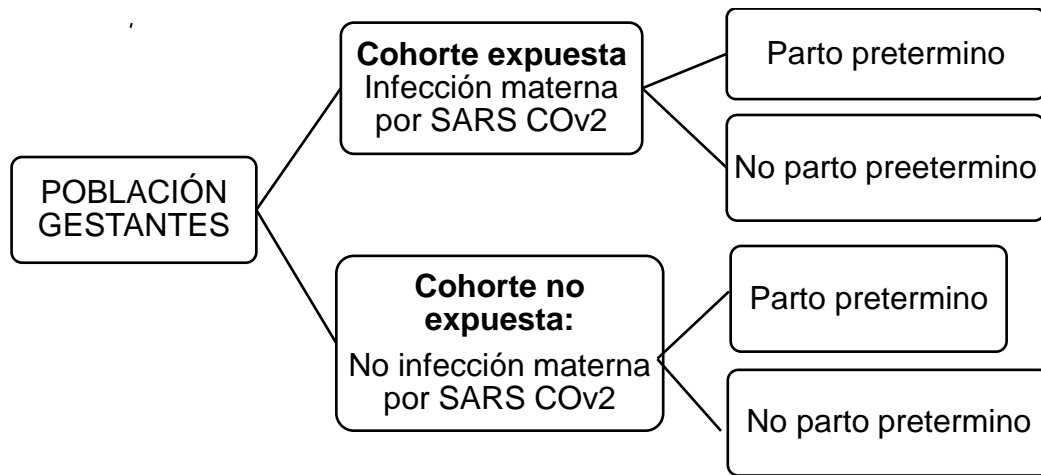 POBLACIÓN
GESTANTES
Cohorte expuesta
Infección materna
por SARS COv2
Parto pretermino
No parto preetermino
Cohorte no
expuesta:
No infección materna
por SARS COv2
Parto pretermino
No parto pretermino